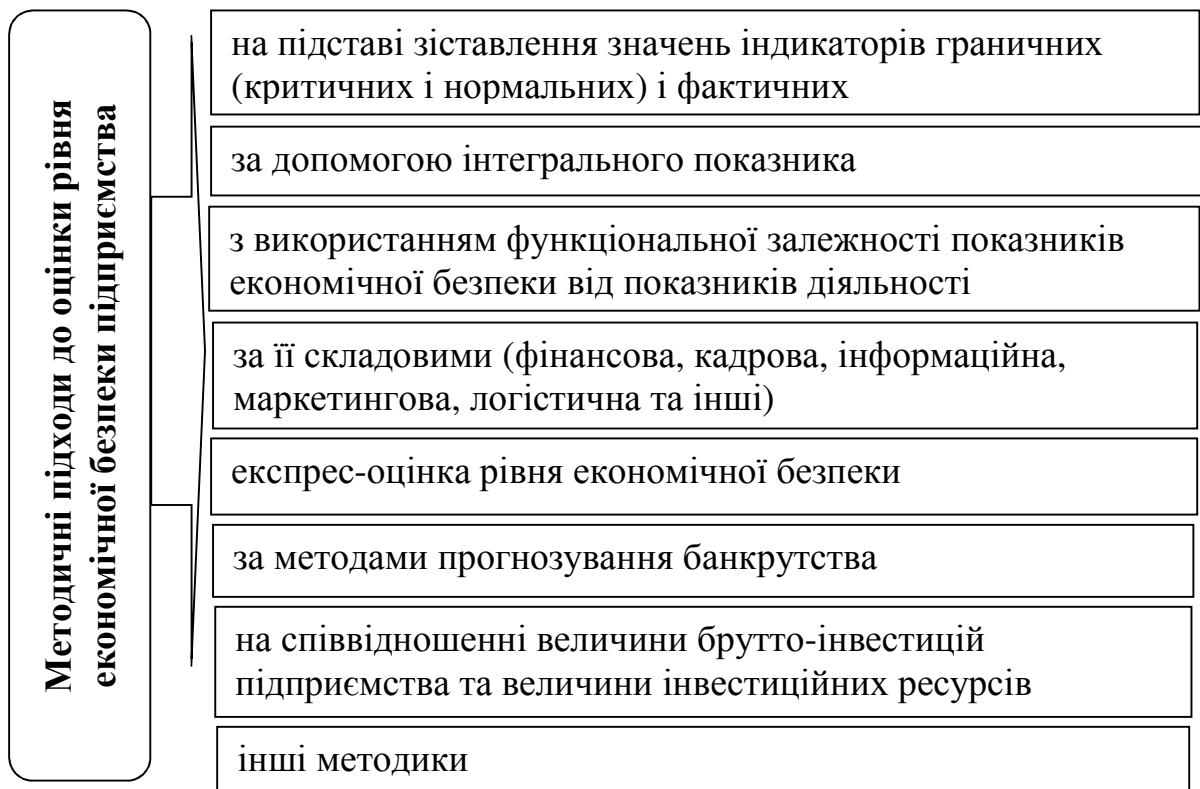 Методичні підходи до оцінки рівня
економічної безпеки підприємства
на підставі зіставлення значень індикаторів граничних
(критичних і нормальних) і фактичних
за допомогою інтегрального показника
з використанням функціональної залежності показників
економічної безпеки від показників діяльності
за її складовими (фінансова, кадрова, інформаційна,
маркетингова, логістична та інші)
експрес-оцінка рівня економічної безпеки
за методами прогнозування банкрутства
на співвідношенні величини брутто-інвестицій
підприємства та величини інвестиційних ресурсів
інші методики